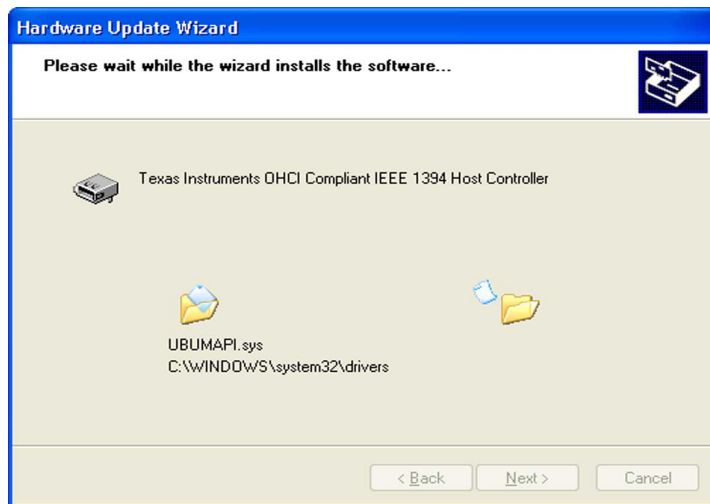 Hardware Update Wizard
Please wait while the wizard installs the software...
Texas Instruments OHCI Compliant IEEE 1394 Host Controller
UBUMAPI.sys
C:\WINDOWS\system32\drivers
< Back
Next >
Cancel